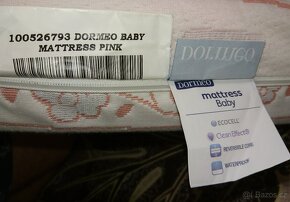 100526793 DORMEO BABY
MATTRESS PINK
DORMEO
DORMEO
mattress
Baby
ECOCELL
Clean Effect®
REVERSIBLE CORE
WATERPROOF
Bazos.cz